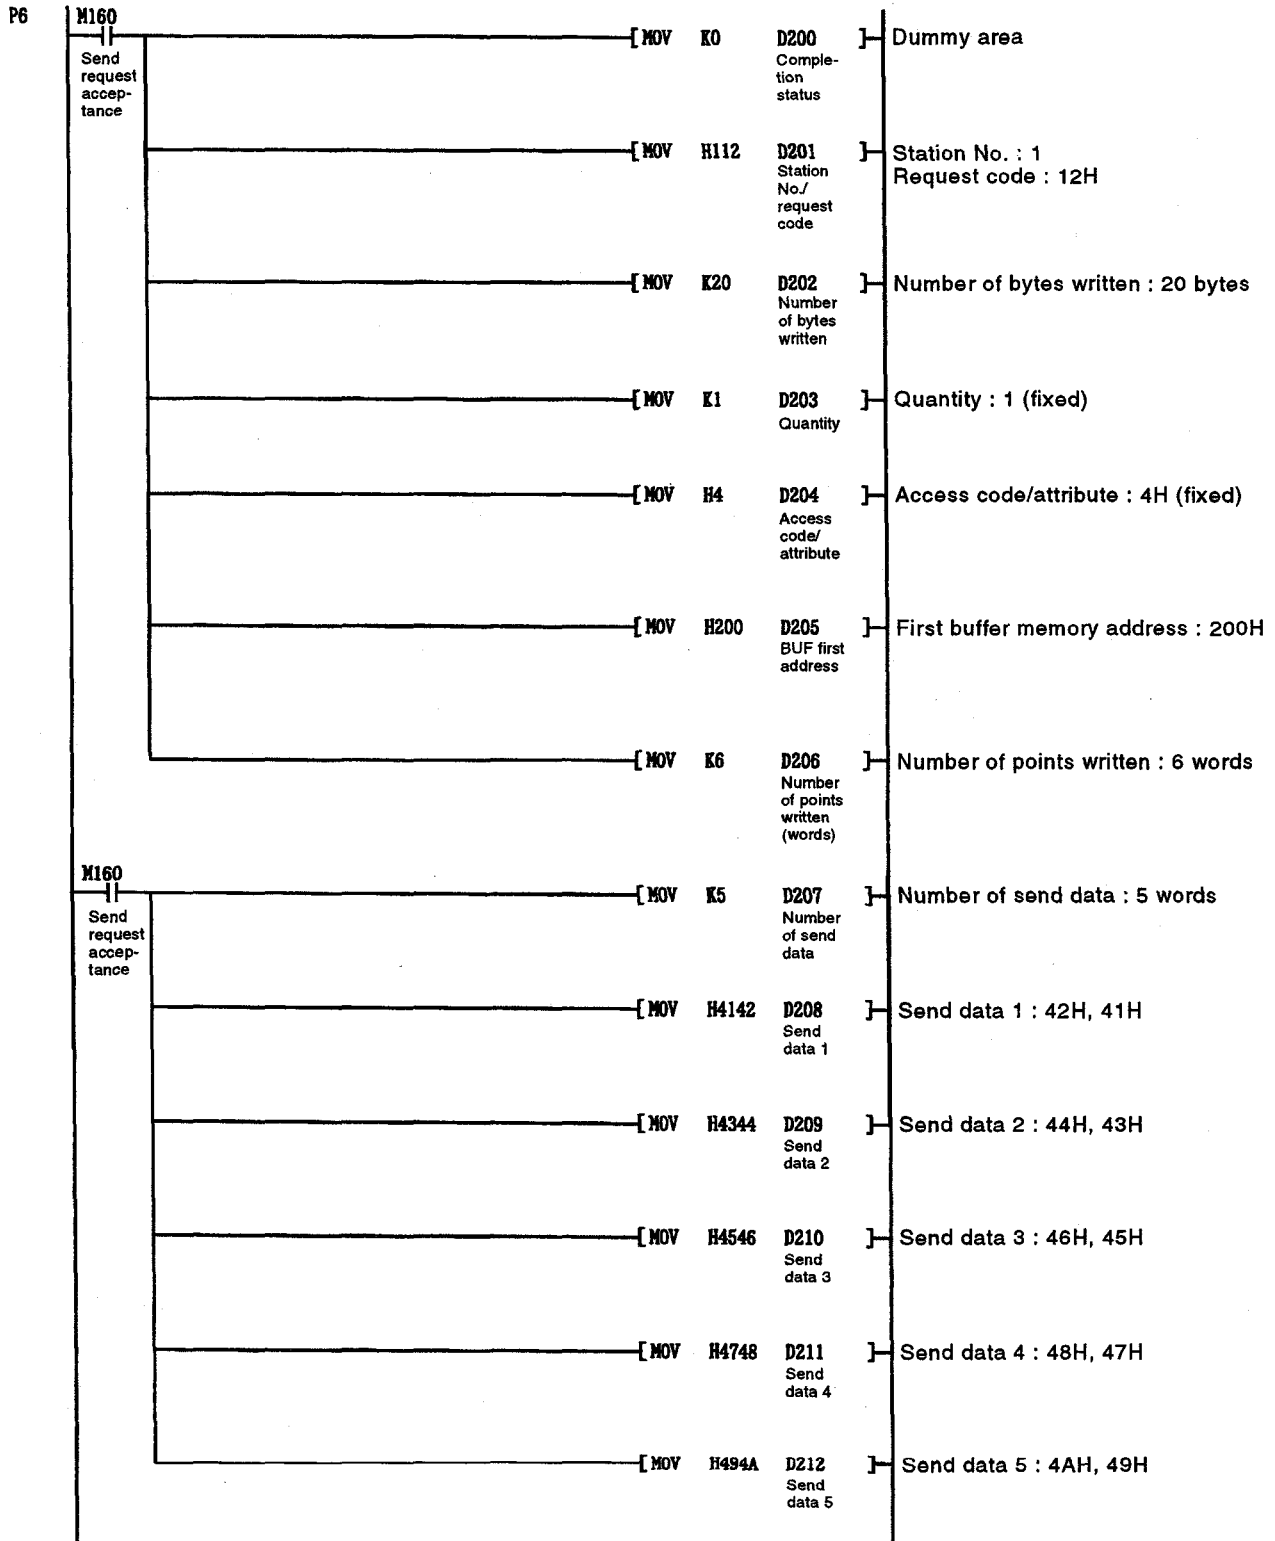 P6
M160
Send
request
accep-
tance
[ MOV K0 D200 ] Dummy area
Comple-
tion
status
[ MOV H112 D201 ] Station No. : 1
Request code : 12H
Station
No./
request
code
[ MOV K20 D202 ] Number of bytes written : 20 bytes
Number
of bytes
written
[ MOV K1 D203 ] Quantity : 1 (fixed)
Quantity
[ MOV H4 D204 ] Access code/attribute : 4H (fixed)
Access
code/
attribute
[ MOV H200 D205 ] First buffer memory address : 200H
BUF first
address
[ MOV K6 D206 ] Number of points written : 6 words
Number
of points
written
(words)
M160
Send
request
accep-
tance
[ MOV K5 D207 ] Number of send data : 5 words
Number
of send
data
[ MOV H4142 D208 ] Send data 1 : 42H, 41H
Send
data 1
[ MOV H4344 D209 ] Send data 2 : 44H, 43H
Send
data 2
[ MOV H4546 D210 ] Send data 3 : 46H, 45H
Send
data 3
[ MOV H4748 D211 ] Send data 4 : 48H, 47H
Send
data 4
[ MOV H494A D212 ] Send data 5 : 4AH, 49H
Send
data 5